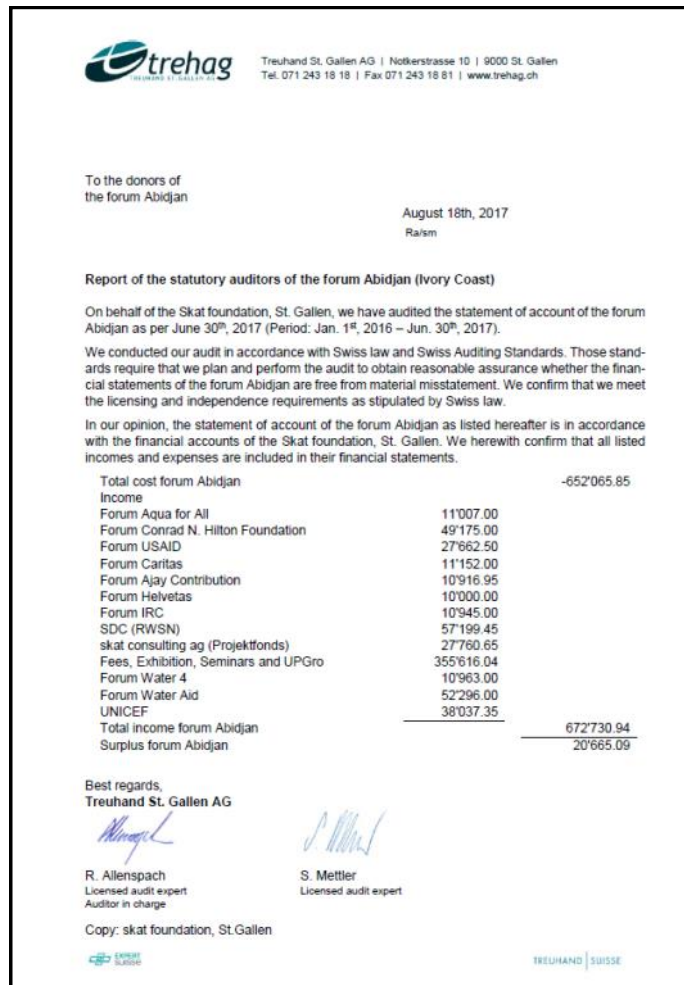 trehag
TREUHAND ST. GALLEN AG
Treuhand St. Gallen AG | Notkerstrasse 10 | 9000 St. Gallen
Tel. 071 243 18 18 | Fax 071 243 18 81 | www.trehag.ch
To the donors of
the forum Abidjan
August 18th, 2017
Ra/sm
Report of the statutory auditors of the forum Abidjan (Ivory Coast)
On behalf of the Skat foundation, St. Gallen, we have audited the statement of account of the forum
Abidjan as per June 30th, 2017 (Period: Jan. 1st, 2016 – Jun. 30th, 2017).
We conducted our audit in accordance with Swiss law and Swiss Auditing Standards. Those stand-
ards require that we plan and perform the audit to obtain reasonable assurance whether the finan-
cial statements of the forum Abidjan are free from material misstatement. We confirm that we meet
the licensing and independence requirements as stipulated by Swiss law.
In our opinion, the statement of account of the forum Abidjan as listed hereafter is in accordance
with the financial accounts of the Skat foundation, St. Gallen. We herewith confirm that all listed
incomes and expenses are included in their financial statements.
Total cost forum Abidjan -652'065.85
Income
Forum Aqua for All 11'007.00
Forum Conrad N. Hilton Foundation 49'175.00
Forum USAID 27'662.50
Forum Caritas 11'152.00
Forum Ajay Contribution 10'916.95
Forum Helvetas 10'000.00
Forum IRC 10'945.00
SDC (RWSN) 57'199.45
skat consulting ag (Projektfonds) 27'760.65
Fees, Exhibition, Seminars and UPGro 355'616.04
Forum Water 4 10'963.00
Forum Water Aid 52'296.00
UNICEF 38'037.35
Total income forum Abidjan 672'730.94
Surplus forum Abidjan 20'665.09
Best regards,
Treuhand St. Gallen AG
R. Allenspach S. Mettler
Licensed audit expert Licensed audit expert
Auditor in charge
Copy: skat foundation, St.Gallen
EXPERT
SUISSE
TREUHAND | SUISSE